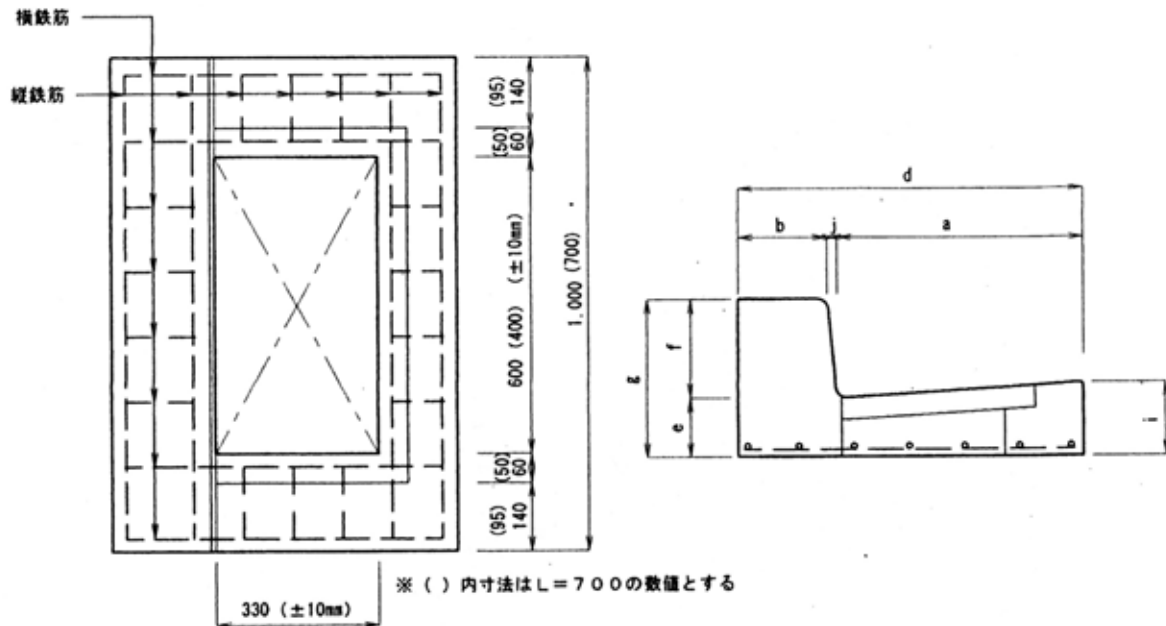 横鉄筋
縦鉄筋
(95)
140
(50)
60
600 (400) (±10mm)
1.000 (700)
(50)
60
(95)
140
330 (±10mm)
※ ( ) 内寸法はL=700の数値とする
d
b
j
a
g
f
e
i